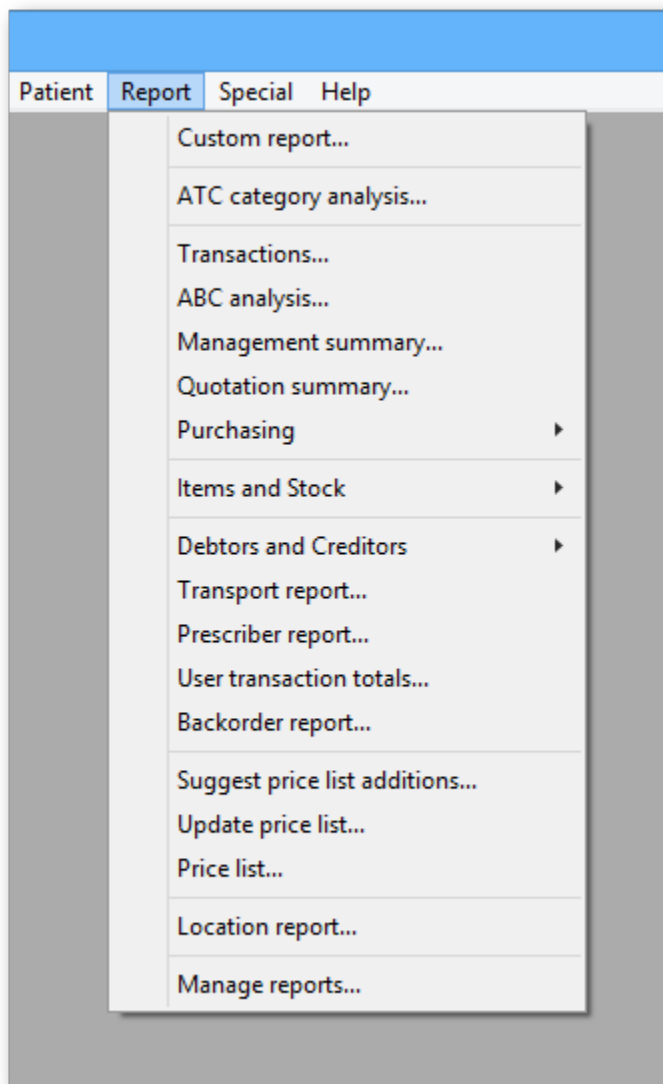 Patient Report Special Help
Custom report...
ATC category analysis...
Transactions...
ABC analysis...
Management summary...
Quotation summary...
Purchasing
Items and Stock
Debtors and Creditors
Transport report...
Prescriber report...
User transaction totals...
Backorder report...
Suggest price list additions...
Update price list...
Price list...
Location report...
Manage reports...